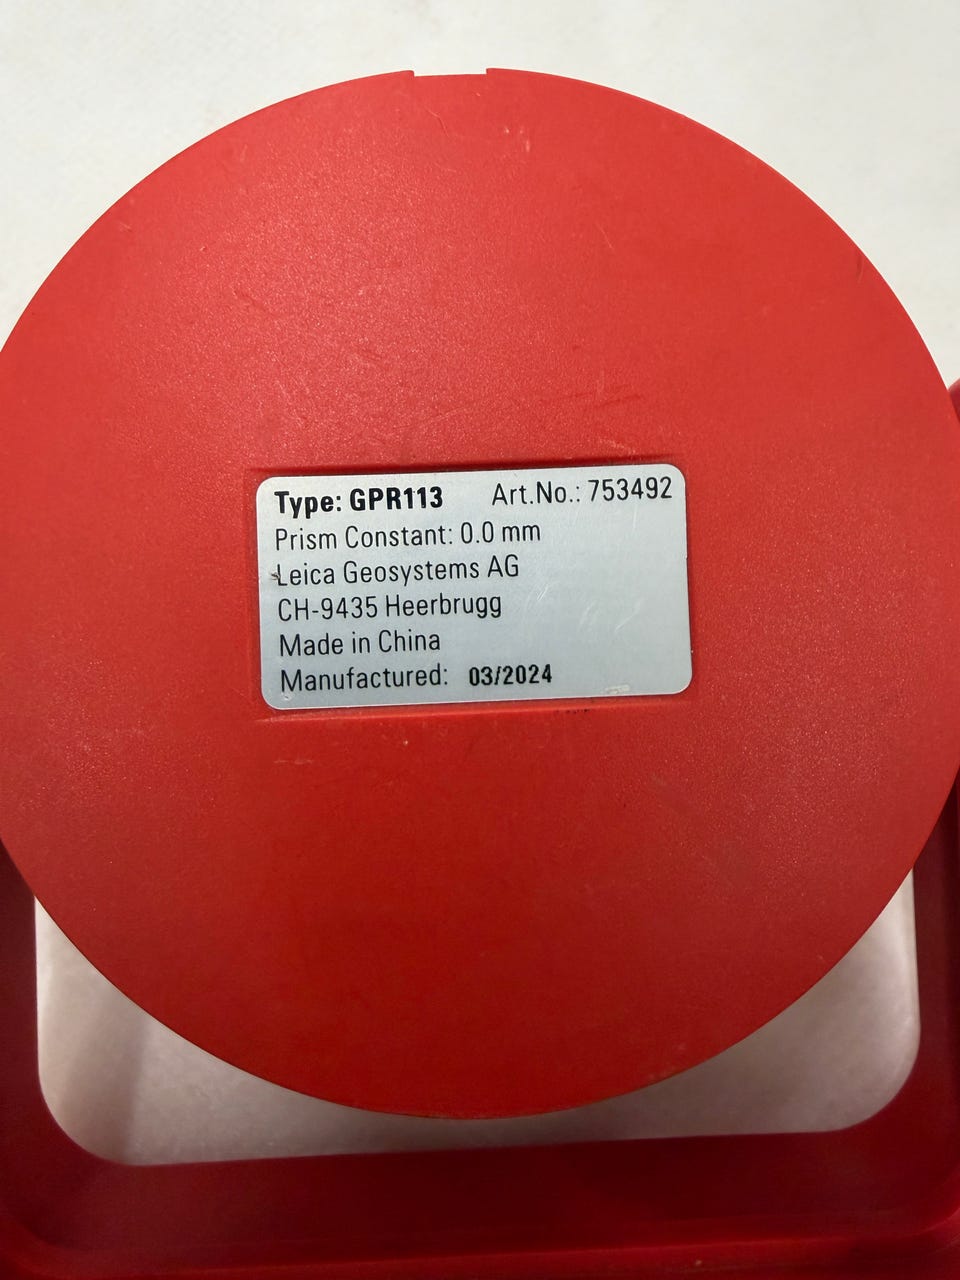 Type: GPR113 Art.No.: 753492
Prism Constant: 0.0 mm
Leica Geosystems AG
CH-9435 Heerbrugg
Made in China
Manufactured: 03/2024